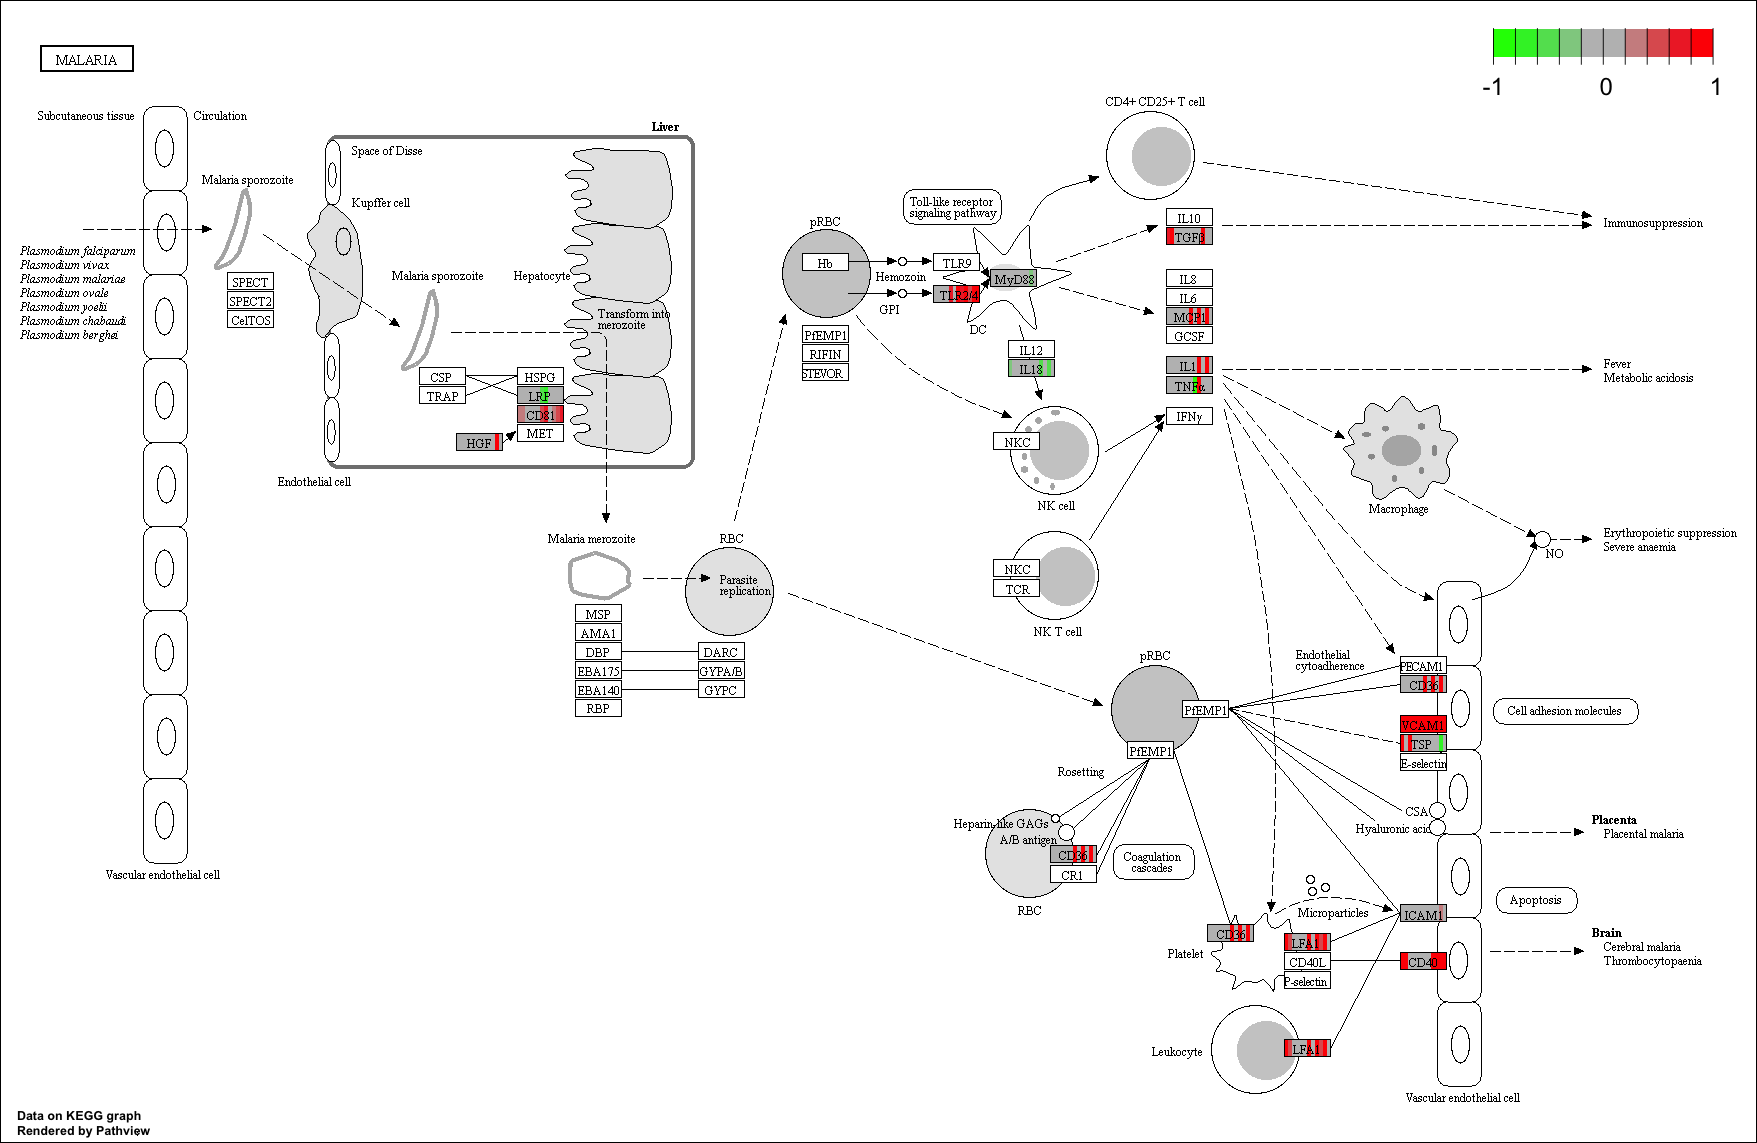 MALARIA
-1
0
1
Subcutaneous tissue
Circulation
Liver
Space of Disse
Malaria sporozoite
Kupffer cell
Plasmodium falciparum
Plasmodium vivax
Plasmodium malariae
Plasmodium ovale
Plasmodium yoelii
Plasmodium chabaudi
Plasmodium berghei
SPECT
SPECT2
CelTOS
Malaria sporozoite
Hepatocyte
Transform into
merozoite
CSP
TRAP
HSPG
LRP
CD81
MET
HGF
Endothelial cell
Vascular endothelial cell
Malaria merozoite
MSP
AMA1
DBP
EBA175
EBA140
RBP
RBC
Parasite
replication
DARC
GYPA/B
GYPC
pRBC
Hb
Hemozoin
GPI
PfEMP1
RIFIN
STEVOR
Toll-like receptor
signaling pathway
TLR9
TLR2/4
MyD88
DC
IL12
IL18
CD4+ CD25+ T cell
IL10
TGFβ
IL8
IL6
MCP1
GCSF
IL1
TNFα
IFNγ
NKC
NK cell
NKC
TCR
NK T cell
Immunosuppression
Fever
Metabolic acidosis
Macrophage
NO
Erythropoietic suppression
Severe anaemia
pRBC
PfEMP1
PfEMP1
Rosetting
Endothelial
cytoadherence
PECAM1
CD36
VCAM1
TSP
E-selectin
Cell adhesion molecules
CSA
Hyaluronic acid
Placenta
Placental malaria
Heparin-like GAGs
A/B antigen
CD36
CR1
RBC
Coagulation
cascades
Microparticles
ICAM1
Apoptosis
CD36
Platelet
LFA1
CD40L
P-selectin
CD40
Brain
Cerebral malaria
Thrombocytopaenia
Leukocyte
LFA1
Vascular endothelial cell
Data on KEGG graph
Rendered by Pathview